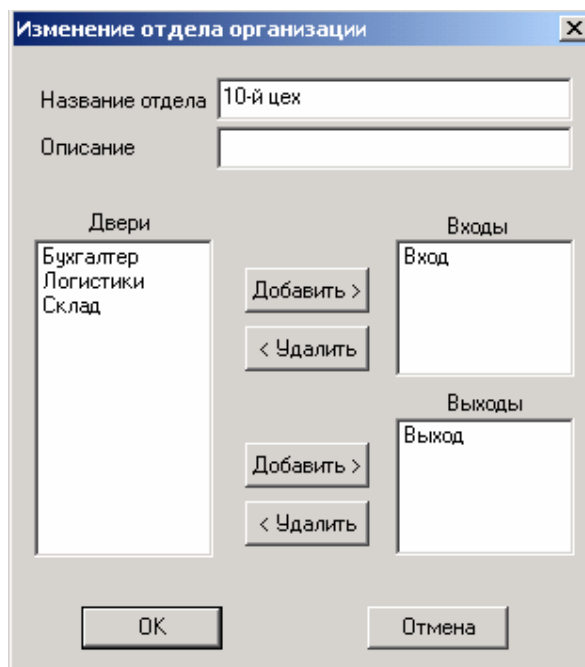 Изменение отдела организации
Название отдела 10-й цех
Описание
Двери
Бухгалтер
Логистики
Склад
Добавить >
< Удалить
Входы
Вход
Добавить >
< Удалить
Выходы
Выход
OK
Отмена